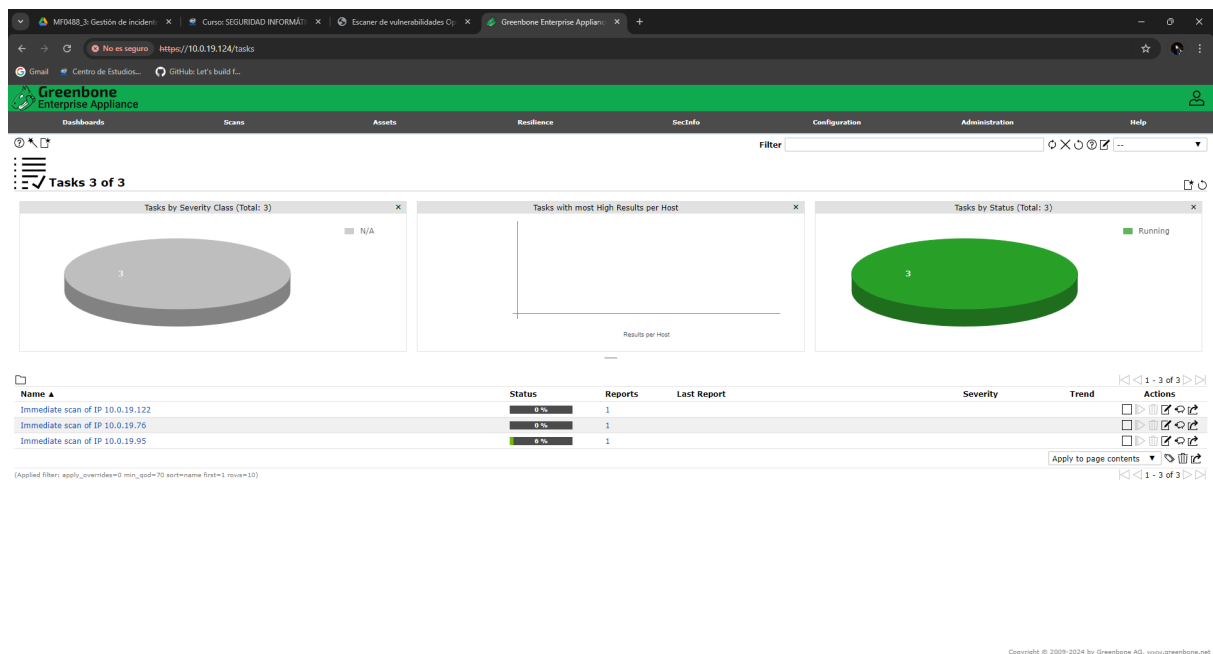 MF0488_3: Gestión de incident
Curso: SEGURIDAD INFORMÁTI
Escaner de vulnerabilidades Op
Greenbone Enterprise Applianc
No es seguro https://10.0.19.124/tasks
Gmail Centro de Estudios... GitHub: Let's build f...
Greenbone
Enterprise Appliance
Dashboards Scans Assets Resilience SecInfo Configuration Administration Help
Filter --
Tasks 3 of 3
Tasks by Severity Class (Total: 3)
N/A
3
Tasks with most High Results per Host
Results per Host
Tasks by Status (Total: 3)
Running
3
1 - 3 of 3
Name ▲ Status Reports Last Report Severity Trend Actions
Immediate scan of IP 10.0.19.122 0 % 1
Immediate scan of IP 10.0.19.76 0 % 1
Immediate scan of IP 10.0.19.95 6 % 1
Apply to page contents ▼
(Applied filter: apply_overrides=0 min_qod=70 sort=name first=1 rows=10)
1 - 3 of 3
Copyright © 2009-2024 by Greenbone AG, www.greenbone.net